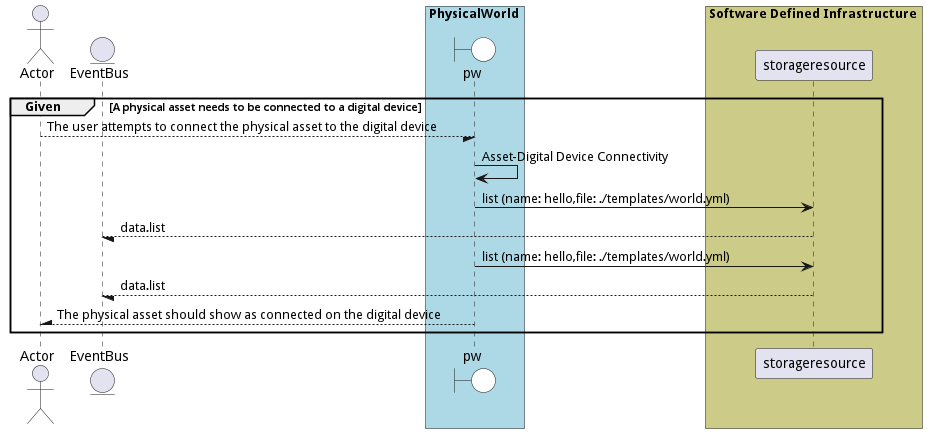 PhysicalWorld
Software Defined Infrastructure
Actor
EventBus
pw
storageresource
Given
[A physical asset needs to be connected to a digital device]
The user attempts to connect the physical asset to the digital device
Asset-Digital Device Connectivity
list (name: hello,file: ./templates/world.yml)
data.list
list (name: hello,file: ./templates/world.yml)
data.list
The physical asset should show as connected on the digital device
Actor
EventBus
pw
storageresource